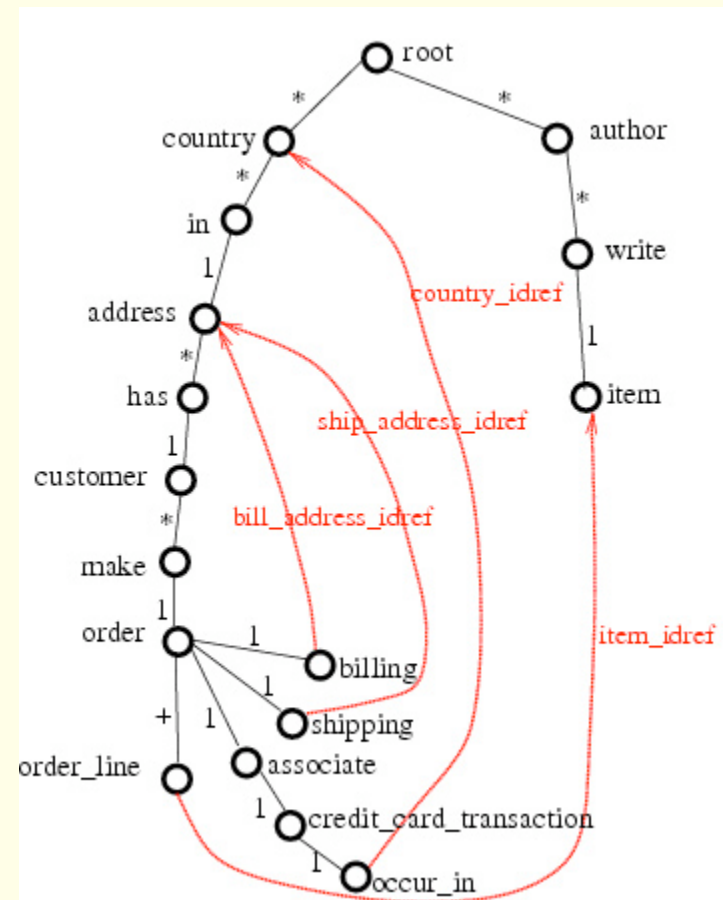 root
*
*
country
author
*
*
in
write
1
address
country_idref
*
1
has
item
ship_address_idref
1
customer
bill_address_idref
*
make
1
order
1
item_idref
billing
1
+
1
shipping
order_line
associate
1
credit_card_transaction
1
occur_in